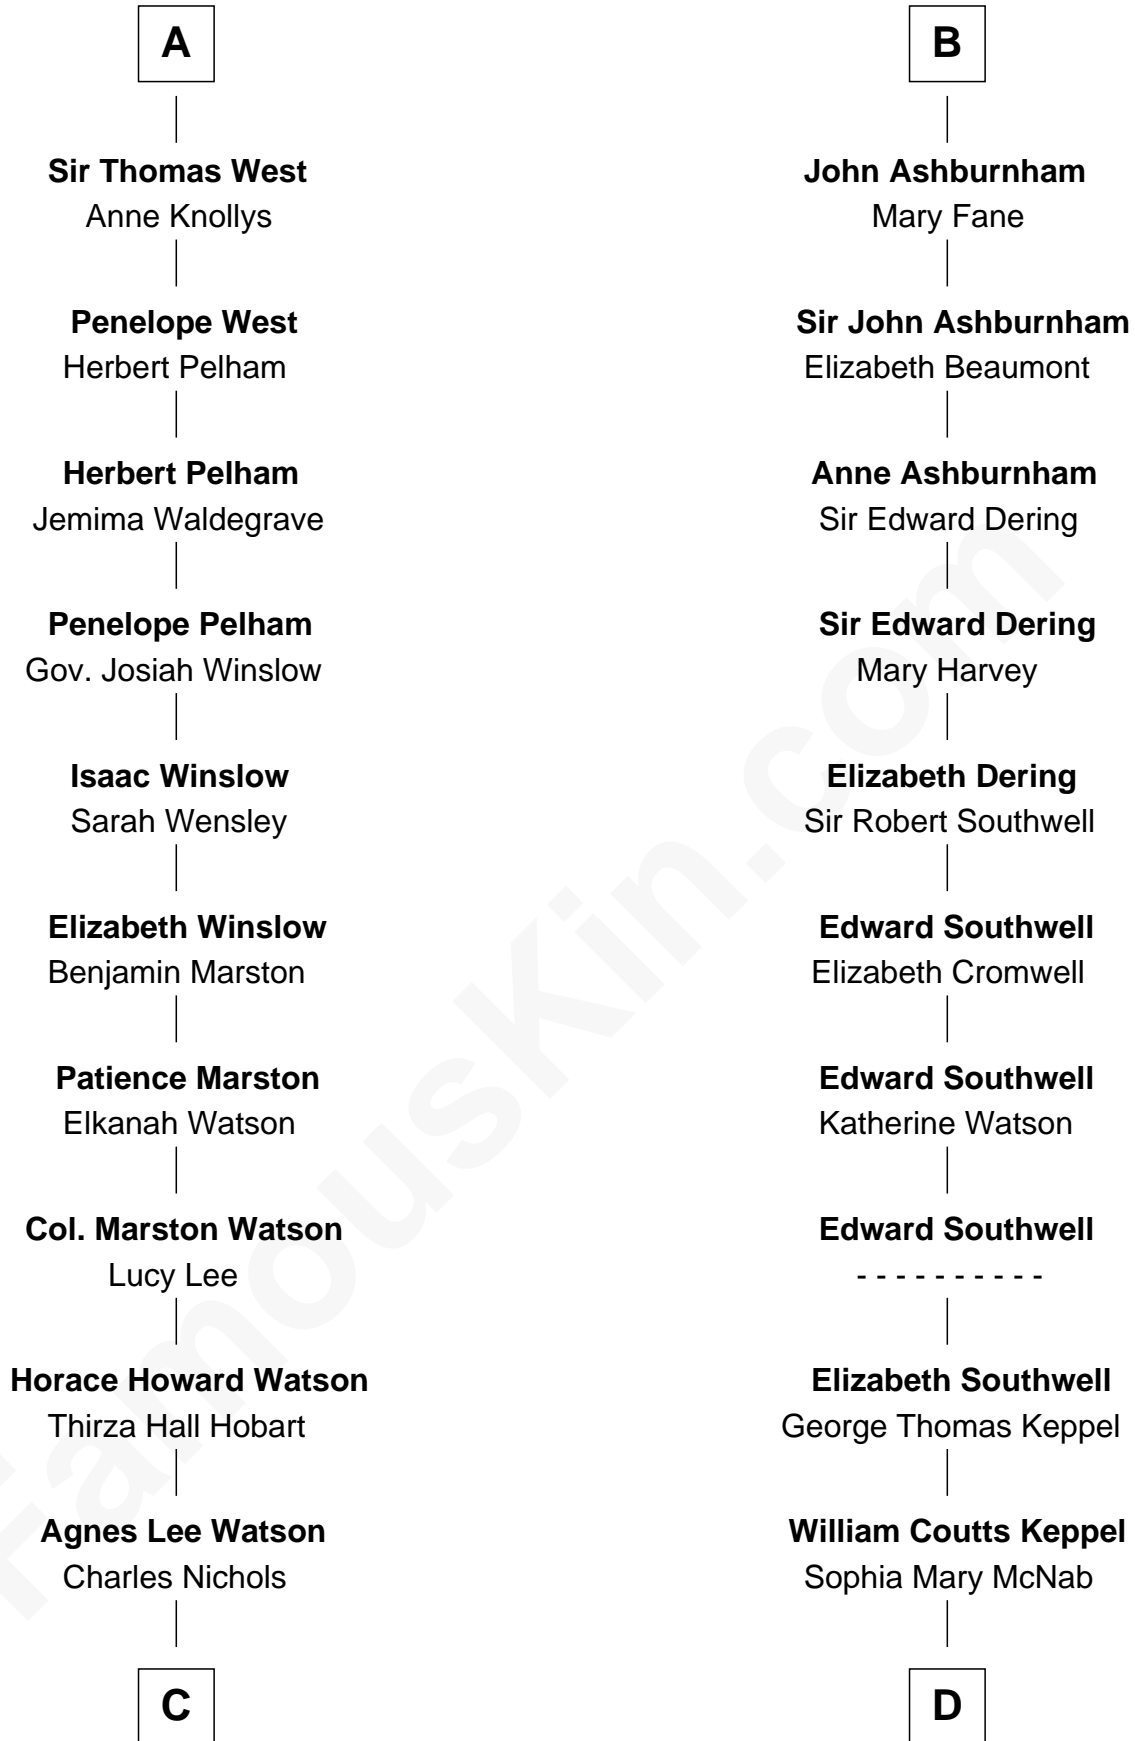 A
Sir Thomas West
Anne Knollys
Penelope West
Herbert Pelham
Herbert Pelham
Jemima Waldegrave
Penelope Pelham
Gov. Josiah Winslow
Isaac Winslow
Sarah Wensley
Elizabeth Winslow
Benjamin Marston
Patience Marston
Elkanah Watson
Col. Marston Watson
Lucy Lee
Horace Howard Watson
Thirza Hall Hobart
Agnes Lee Watson
Charles Nichols
C
B
John Ashburnham
Mary Fane
Sir John Ashburnham
Elizabeth Beaumont
Anne Ashburnham
Sir Edward Dering
Sir Edward Dering
Mary Harvey
Elizabeth Dering
Sir Robert Southwell
Edward Southwell
Elizabeth Cromwell
Edward Southwell
Katherine Watson
Edward Southwell
- - - - - - - - - -
Elizabeth Southwell
George Thomas Keppel
William Coutts Keppel
Sophia Mary McNab
D
FamousKin.com